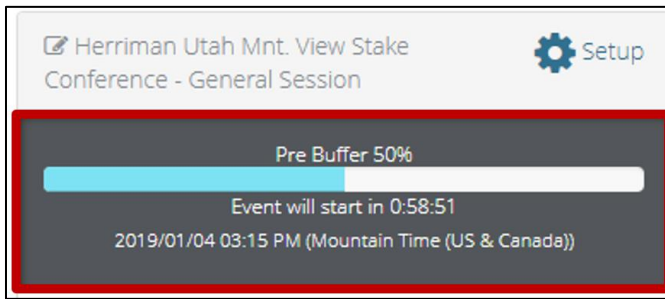 Herriman Utah Mnt. View Stake
Conference - General Session
Setup
Pre Buffer 50%
Event will start in 0:58:51
2019/01/04 03:15 PM (Mountain Time (US & Canada))